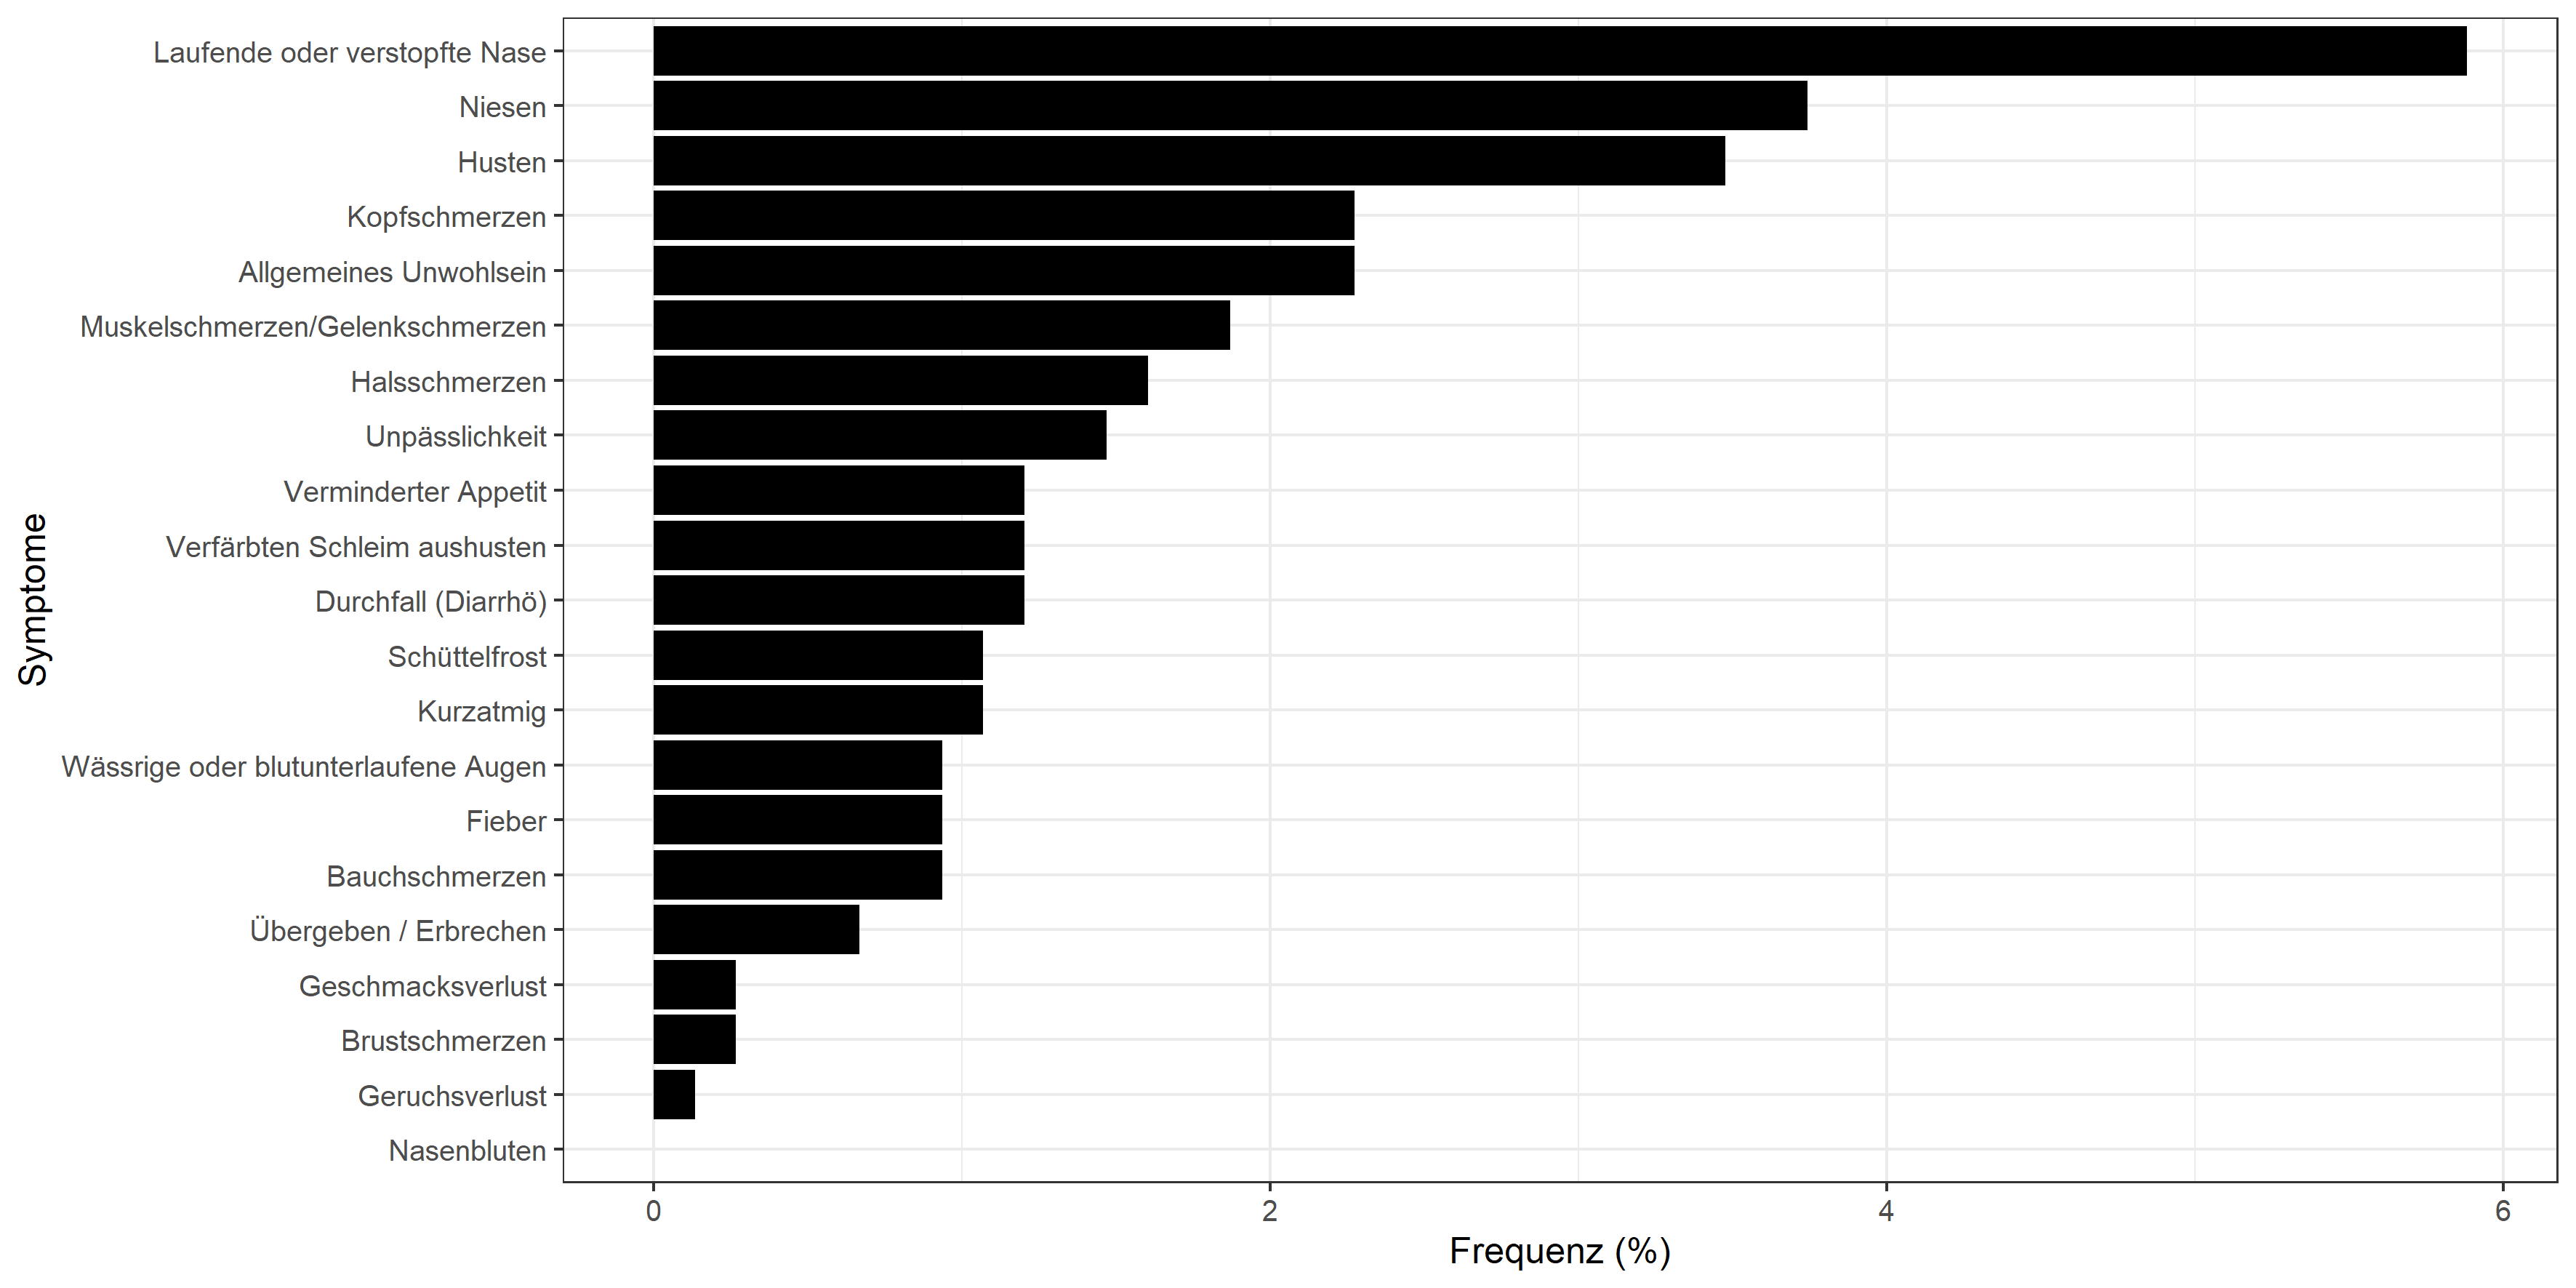 Laufende oder verstopfte Nase
Niesen
Husten
Kopfschmerzen
Allgemeines Unwohlsein
Muskelschmerzen/Gelenkschmerzen
Halsschmerzen
Unpässlichkeit
Verminderter Appetit
Verfärbten Schleim aushusten
Durchfall (Diarrhö)
Schüttelfrost
Kurzatmig
Wässrige oder blutunterlaufene Augen
Fieber
Bauchschmerzen
Übergeben / Erbrechen
Geschmacksverlust
Brustschmerzen
Geruchsverlust
Nasenbluten
Symptome
0 2 4 6
Frequenz (%)